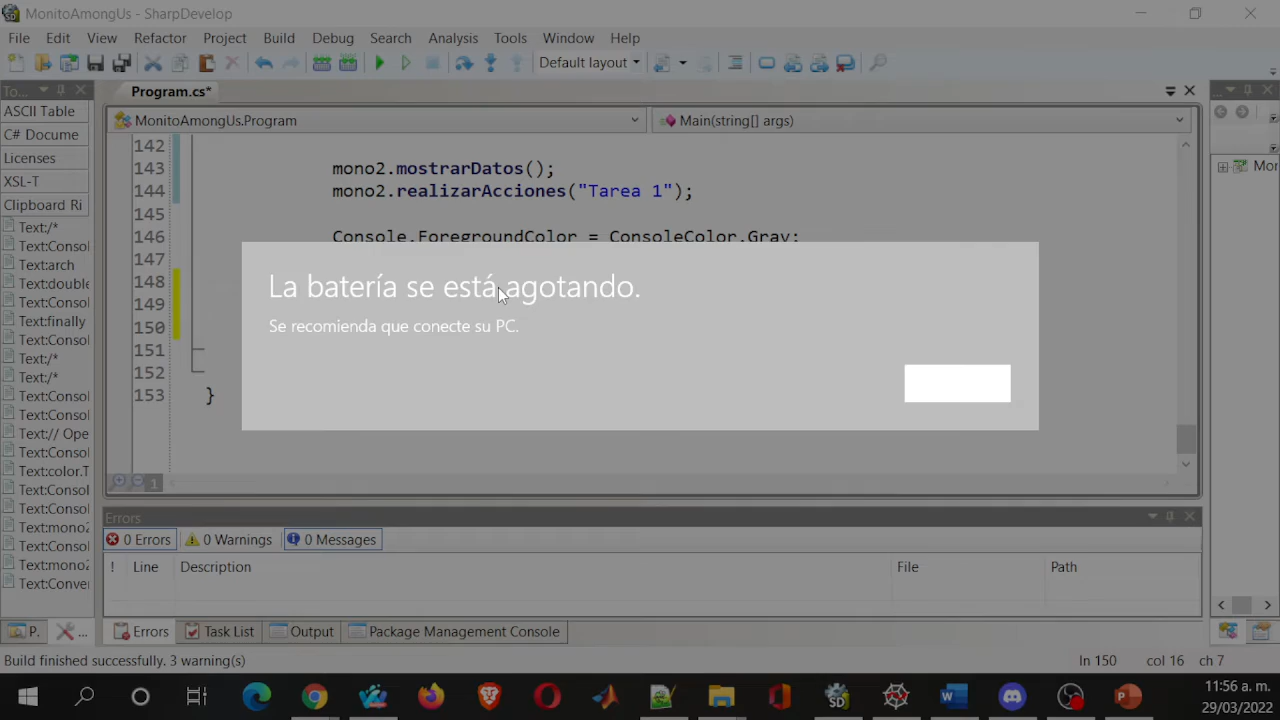 MonitoAmongUs - SharpDevelop
File Edit View Refactor Project Build Debug Search Analysis Tools Window Help
Default layout
To...
Program.cs*
...
ASCII Table
C# Docume
Licenses
XSL-T
Clipboard Ri
Text:/*
Text:Consol
Text:arch
Text:double
Text:Consol
Text:finally
Text:Consol
Text:/*
Text:/*
Text:Consol
Text:Consol
Text:// Ope
Text:Consol
Text:color.T
Text:Consol
Text:Consol
Text:mono2
Text:Consol
Text:mono2
Text:Conver
MonitoAmongUs.Program
Main(string[] args)
142
143 mono2.mostrarDatos();
144 mono2.realizarAcciones("Tarea 1");
145
146 Console.ForegroundColor = ConsoleColor.Gray;
147
148
149
150
151
152
153 }
1
La batería se está agotando.
Se recomienda que conecte su PC.
Mon
Errors
0 Errors 0 Warnings 0 Messages
! Line Description File Path
P. ... Errors Task List Output Package Management Console
Build finished successfully. 3 warning(s)
ln 150 col 16 ch 7
11:56 a. m.
29/03/2022